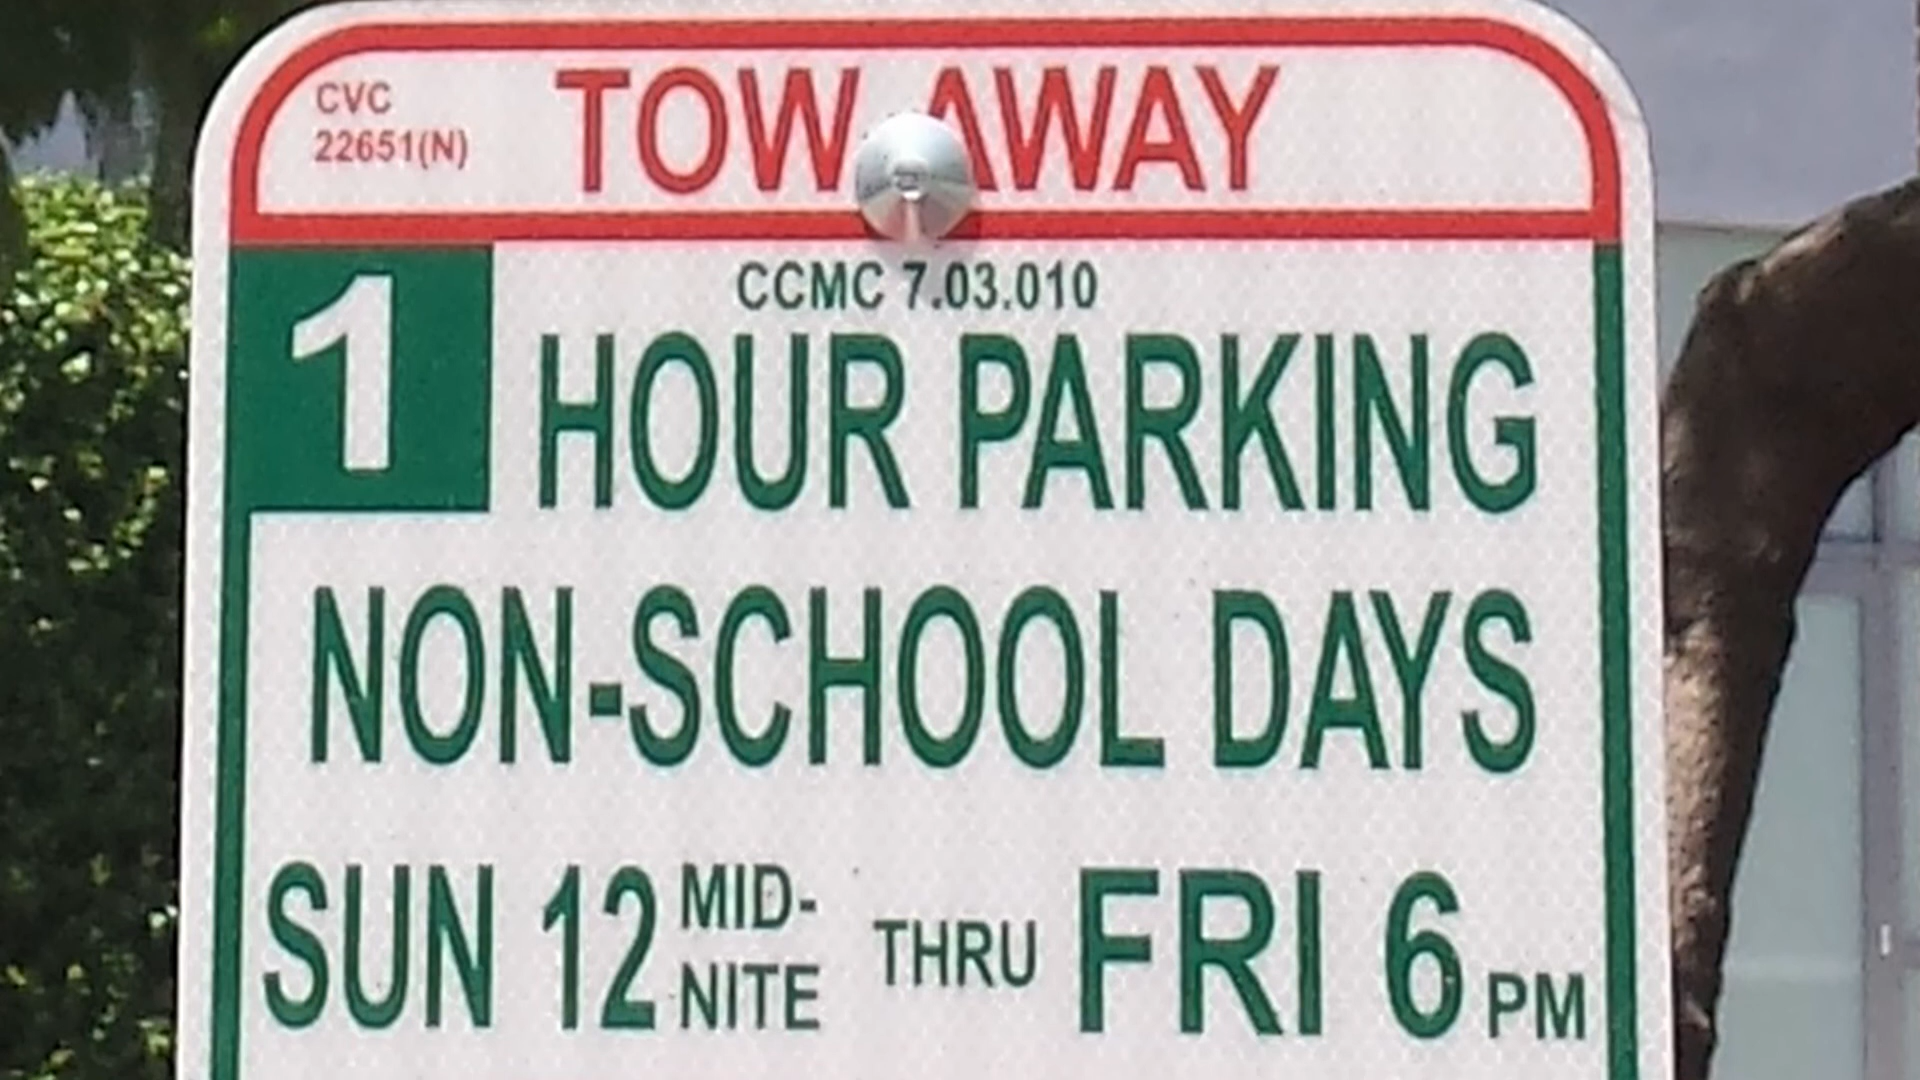 CVC
22651(N)
TOW AWAY
CCMC 7.03.010
1 HOUR PARKING
NON-SCHOOL DAYS
SUN 12 MID-
NITE THRU FRI 6 PM